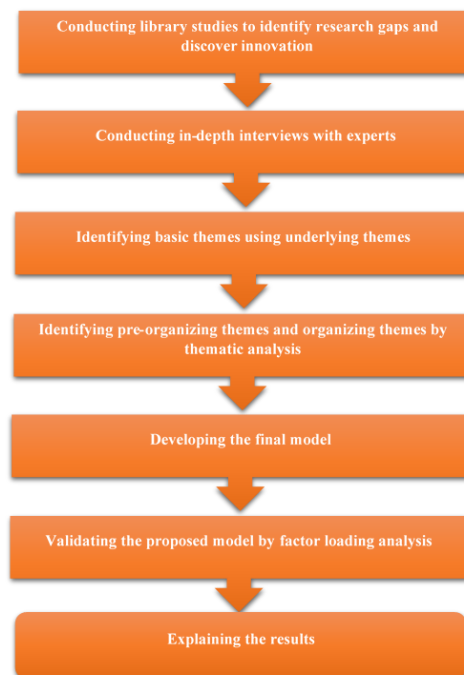 Conducting library studies to identify research gaps and
discover innovation
Conducting in-depth interviews with experts
Identifying basic themes using underlying themes
Identifying pre-organizing themes and organizing themes by
thematic analysis
Developing the final model
Validating the proposed model by factor loading analysis
Explaining the results